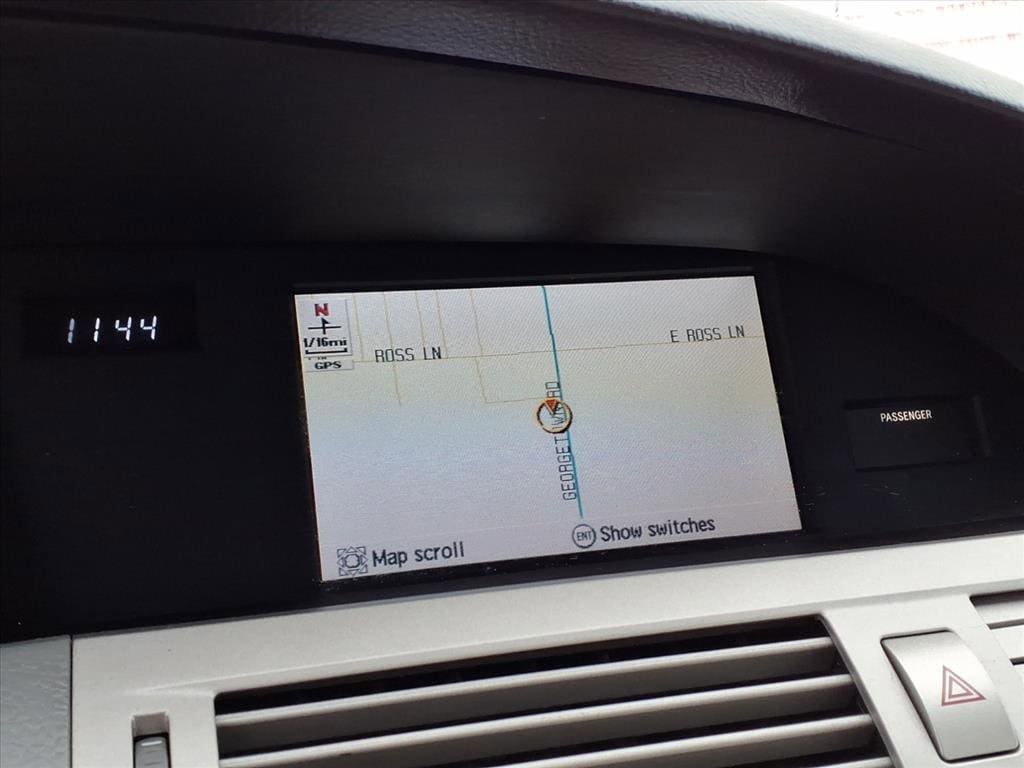 1144
N
1/16mi
GPS
ROSS LN
E ROSS LN
PASSENGER
Map scroll
ENT Show switches